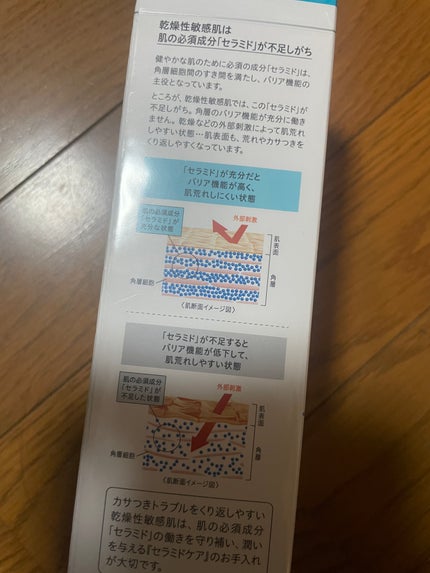 乾燥性敏感肌は
肌の必須成分「セラミド」が不足しがち
健やかな肌のために必須の成分「セラミド」は、
角層細胞間のすき間を満たし、バリア機能の
主役となっています。
ところが、乾燥性敏感肌では、この「セラミド」が
不足しがち。角層のバリア機能が充分に働き
ません。乾燥などの外部刺激によって肌荒れ
しやすい状態…肌表面も、荒れやカサつきを
くり返しやすくなっています。
「セラミド」が充分だと
バリア機能が高く、
肌荒れしにくい状態
肌の必須成分
「セラミド」が
充分な状態
外部刺激
肌表面
角層
角層細胞
〈肌断面イメージ図〉
「セラミド」が不足すると
バリア機能が低下して、
肌荒れしやすい状態
肌の必須成分
「セラミド」が
不足した状態
外部刺激
肌表面
角層
角層細胞
〈肌断面イメージ図〉
カサつきトラブルをくり返しやすい
乾燥性敏感肌は、肌の必須成分
「セラミド」の働きを守り補い、潤い
を与える『セラミドケア』のお手入れ
が大切です。